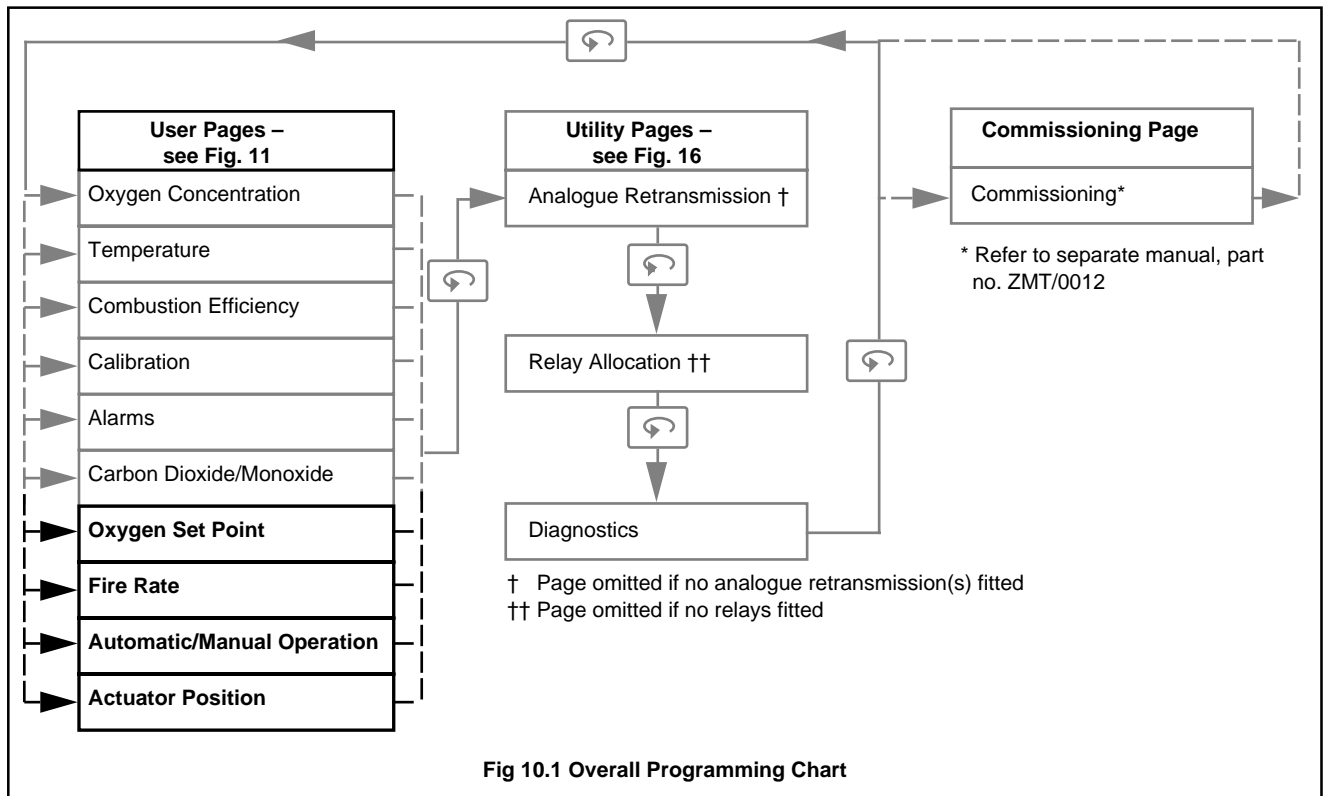 User Pages –
see Fig. 11
Oxygen Concentration
Temperature
Combustion Efficiency
Calibration
Alarms
Carbon Dioxide/Monoxide
Oxygen Set Point
Fire Rate
Automatic/Manual Operation
Actuator Position
Utility Pages –
see Fig. 16
Analogue Retransmission †
Relay Allocation ††
Diagnostics
† Page omitted if no analogue retransmission(s) fitted
†† Page omitted if no relays fitted
Commissioning Page
Commissioning*
* Refer to separate manual, part
no. ZMT/0012
Fig 10.1 Overall Programming Chart